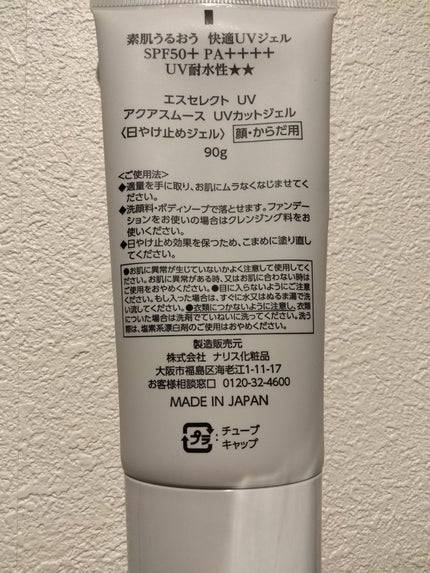 素肌うるおう 快適UVジェル
SPF50+ PA++++
UV耐水性★★
エスセレクト UV
アクアスムース UVカットジェル
〈日やけ止めジェル〉 顔・からだ用
90g
<ご使用法>
◆適量を手に取り、お肌にムラなくなじませてく
ださい。
◆洗顔料・ボディソープで落とせます。ファンデー
ションをお使いの場合はクレンジング料をお
使いください。
◆日やけ止め効果を保つため、こまめに塗り直し
てください。
●お肌に異常が生じていないかよく注意して使用してく
ださい。お肌に異常がある時、又はお肌に合わない時は
ご使用をおやめください。●目に入らないようにご注意
ください。もし入った場合は、すぐに水又はぬるま湯で洗
い流してください。●衣類につかないように注意し、衣類
についた場合は洗剤でていねいに洗ってください。洗う
際は、塩素系漂白剤のご使用はおやめください。
製造販売元
株式会社 ナリス化粧品
大阪市福島区海老江1-11-17
お客様相談窓口 0120-32-4600
MADE IN JAPAN
プラ : チューブ
キャップ